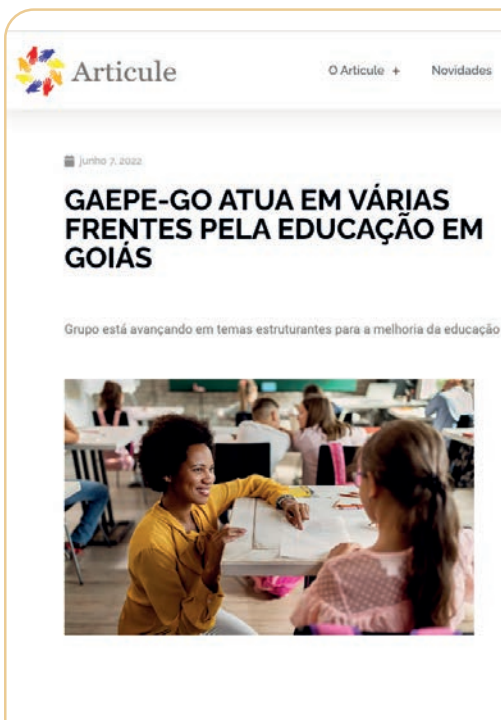 Articule
O Articule + Novidades
junho 7, 2022
GAEPE-GO ATUA EM VÁRIAS
FRENTES PELA EDUCAÇÃO EM
GOIÁS
Grupo está avançando em temas estruturantes para a melhoria da educação